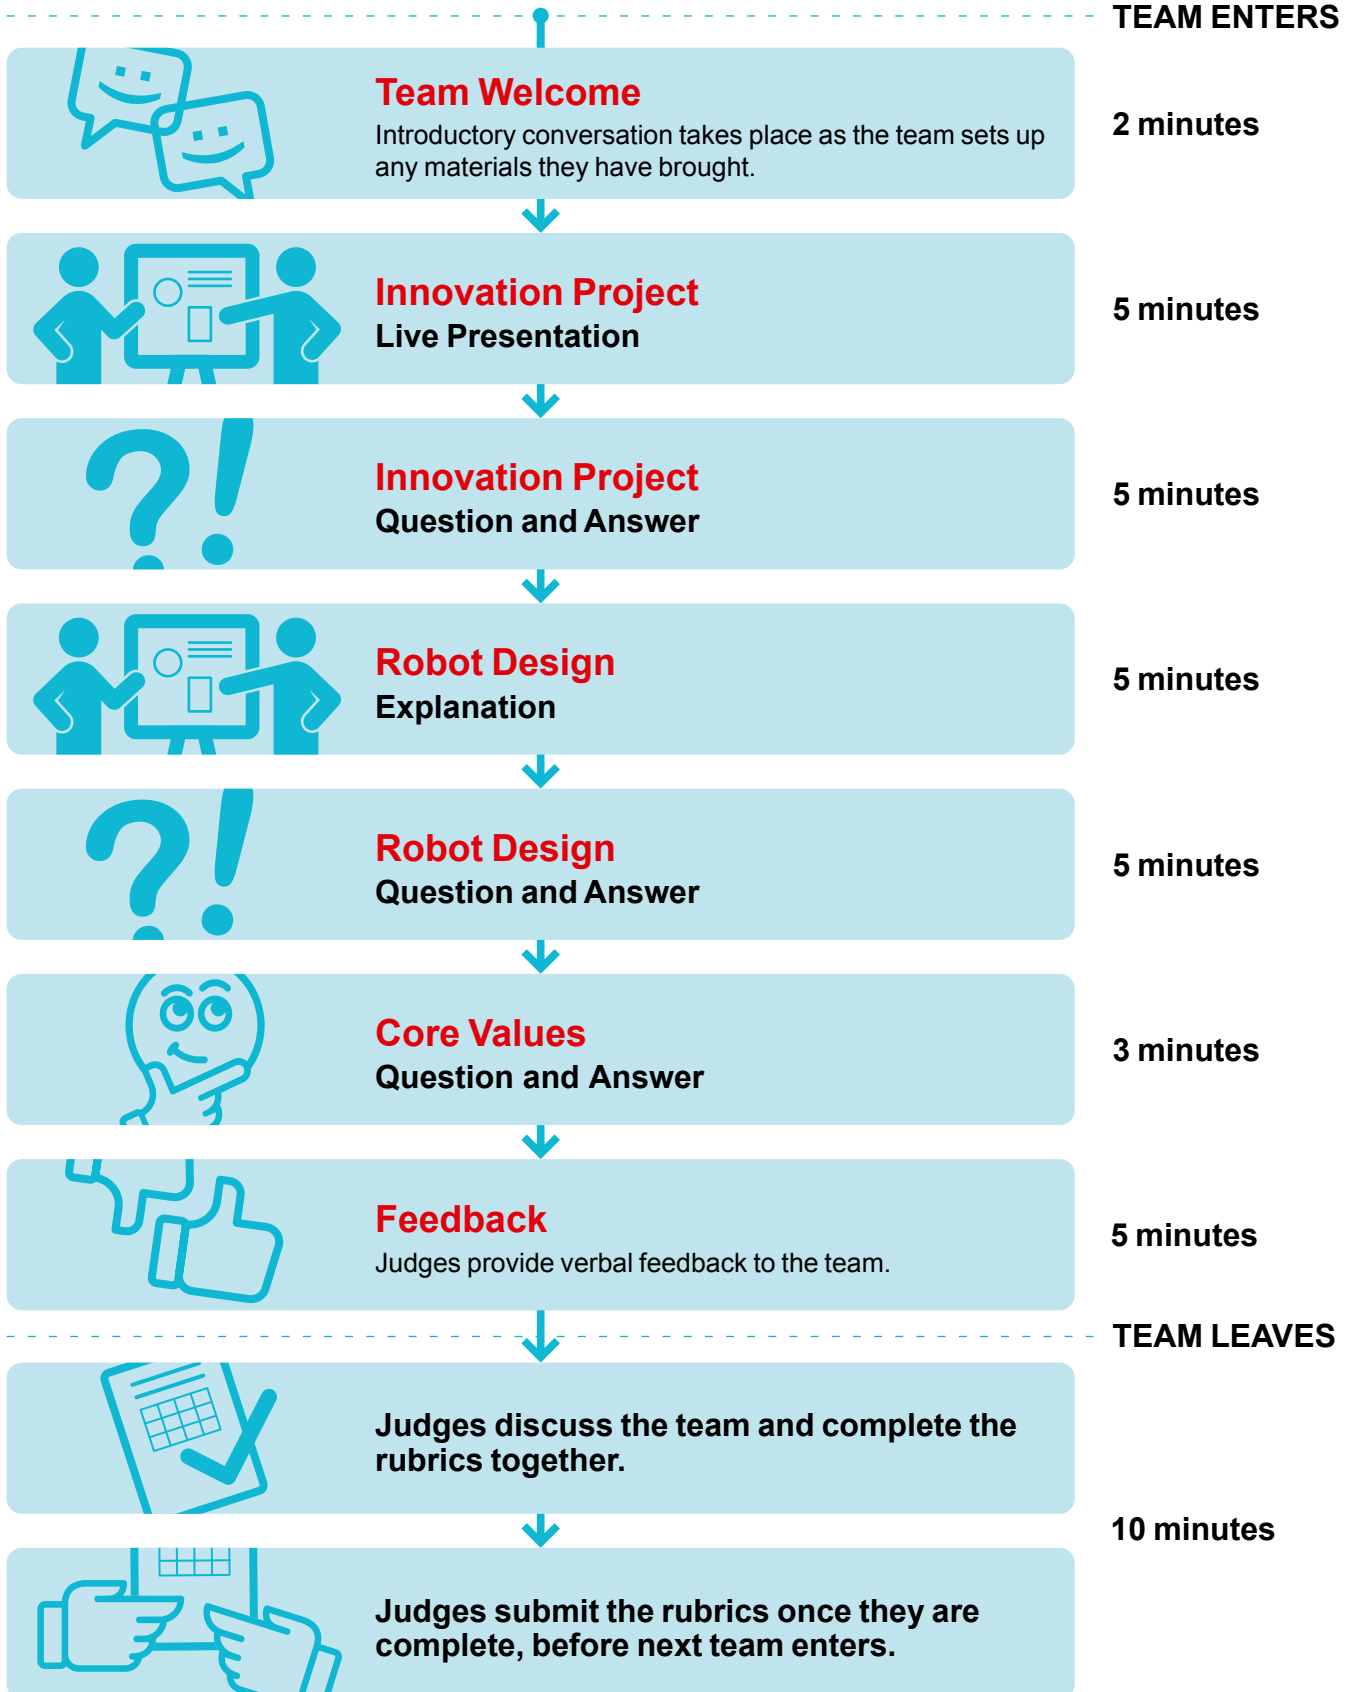 TEAM ENTERS
Team Welcome
Introductory conversation takes place as the team sets up
any materials they have brought.
2 minutes
Innovation Project
Live Presentation
5 minutes
Innovation Project
Question and Answer
5 minutes
Robot Design
Explanation
5 minutes
Robot Design
Question and Answer
5 minutes
Core Values
Question and Answer
3 minutes
Feedback
Judges provide verbal feedback to the team.
5 minutes
TEAM LEAVES
Judges discuss the team and complete the
rubrics together.
10 minutes
Judges submit the rubrics once they are
complete, before next team enters.